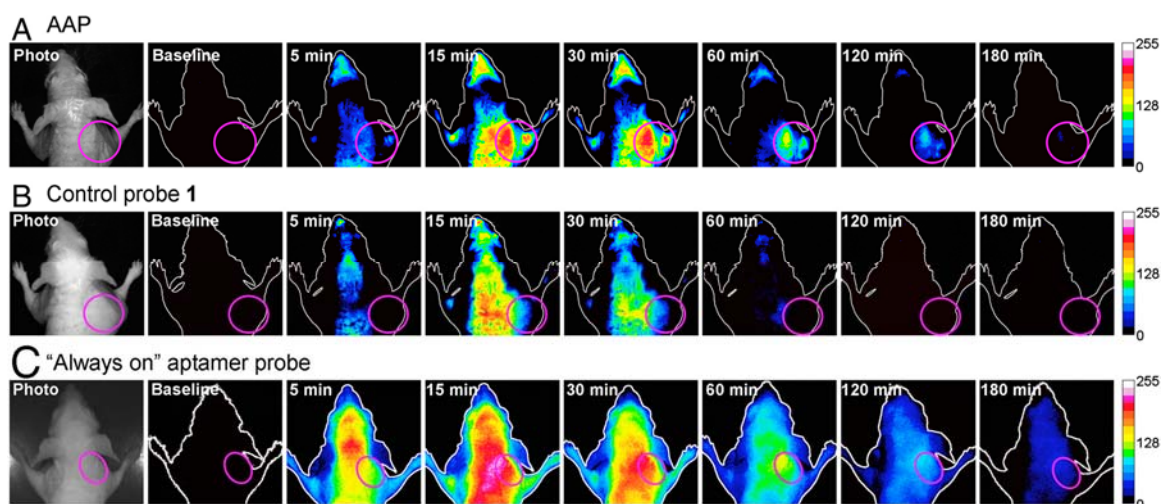 A AAP
Photo Baseline 5 min 15 min 30 min 60 min 120 min 180 min 255
128
0
B Control probe 1
Photo Baseline 5 min 15 min 30 min 60 min 120 min 180 min 255
128
0
C “Always on” aptamer probe
Photo Baseline 5 min 15 min 30 min 60 min 120 min 180 min 255
128
0